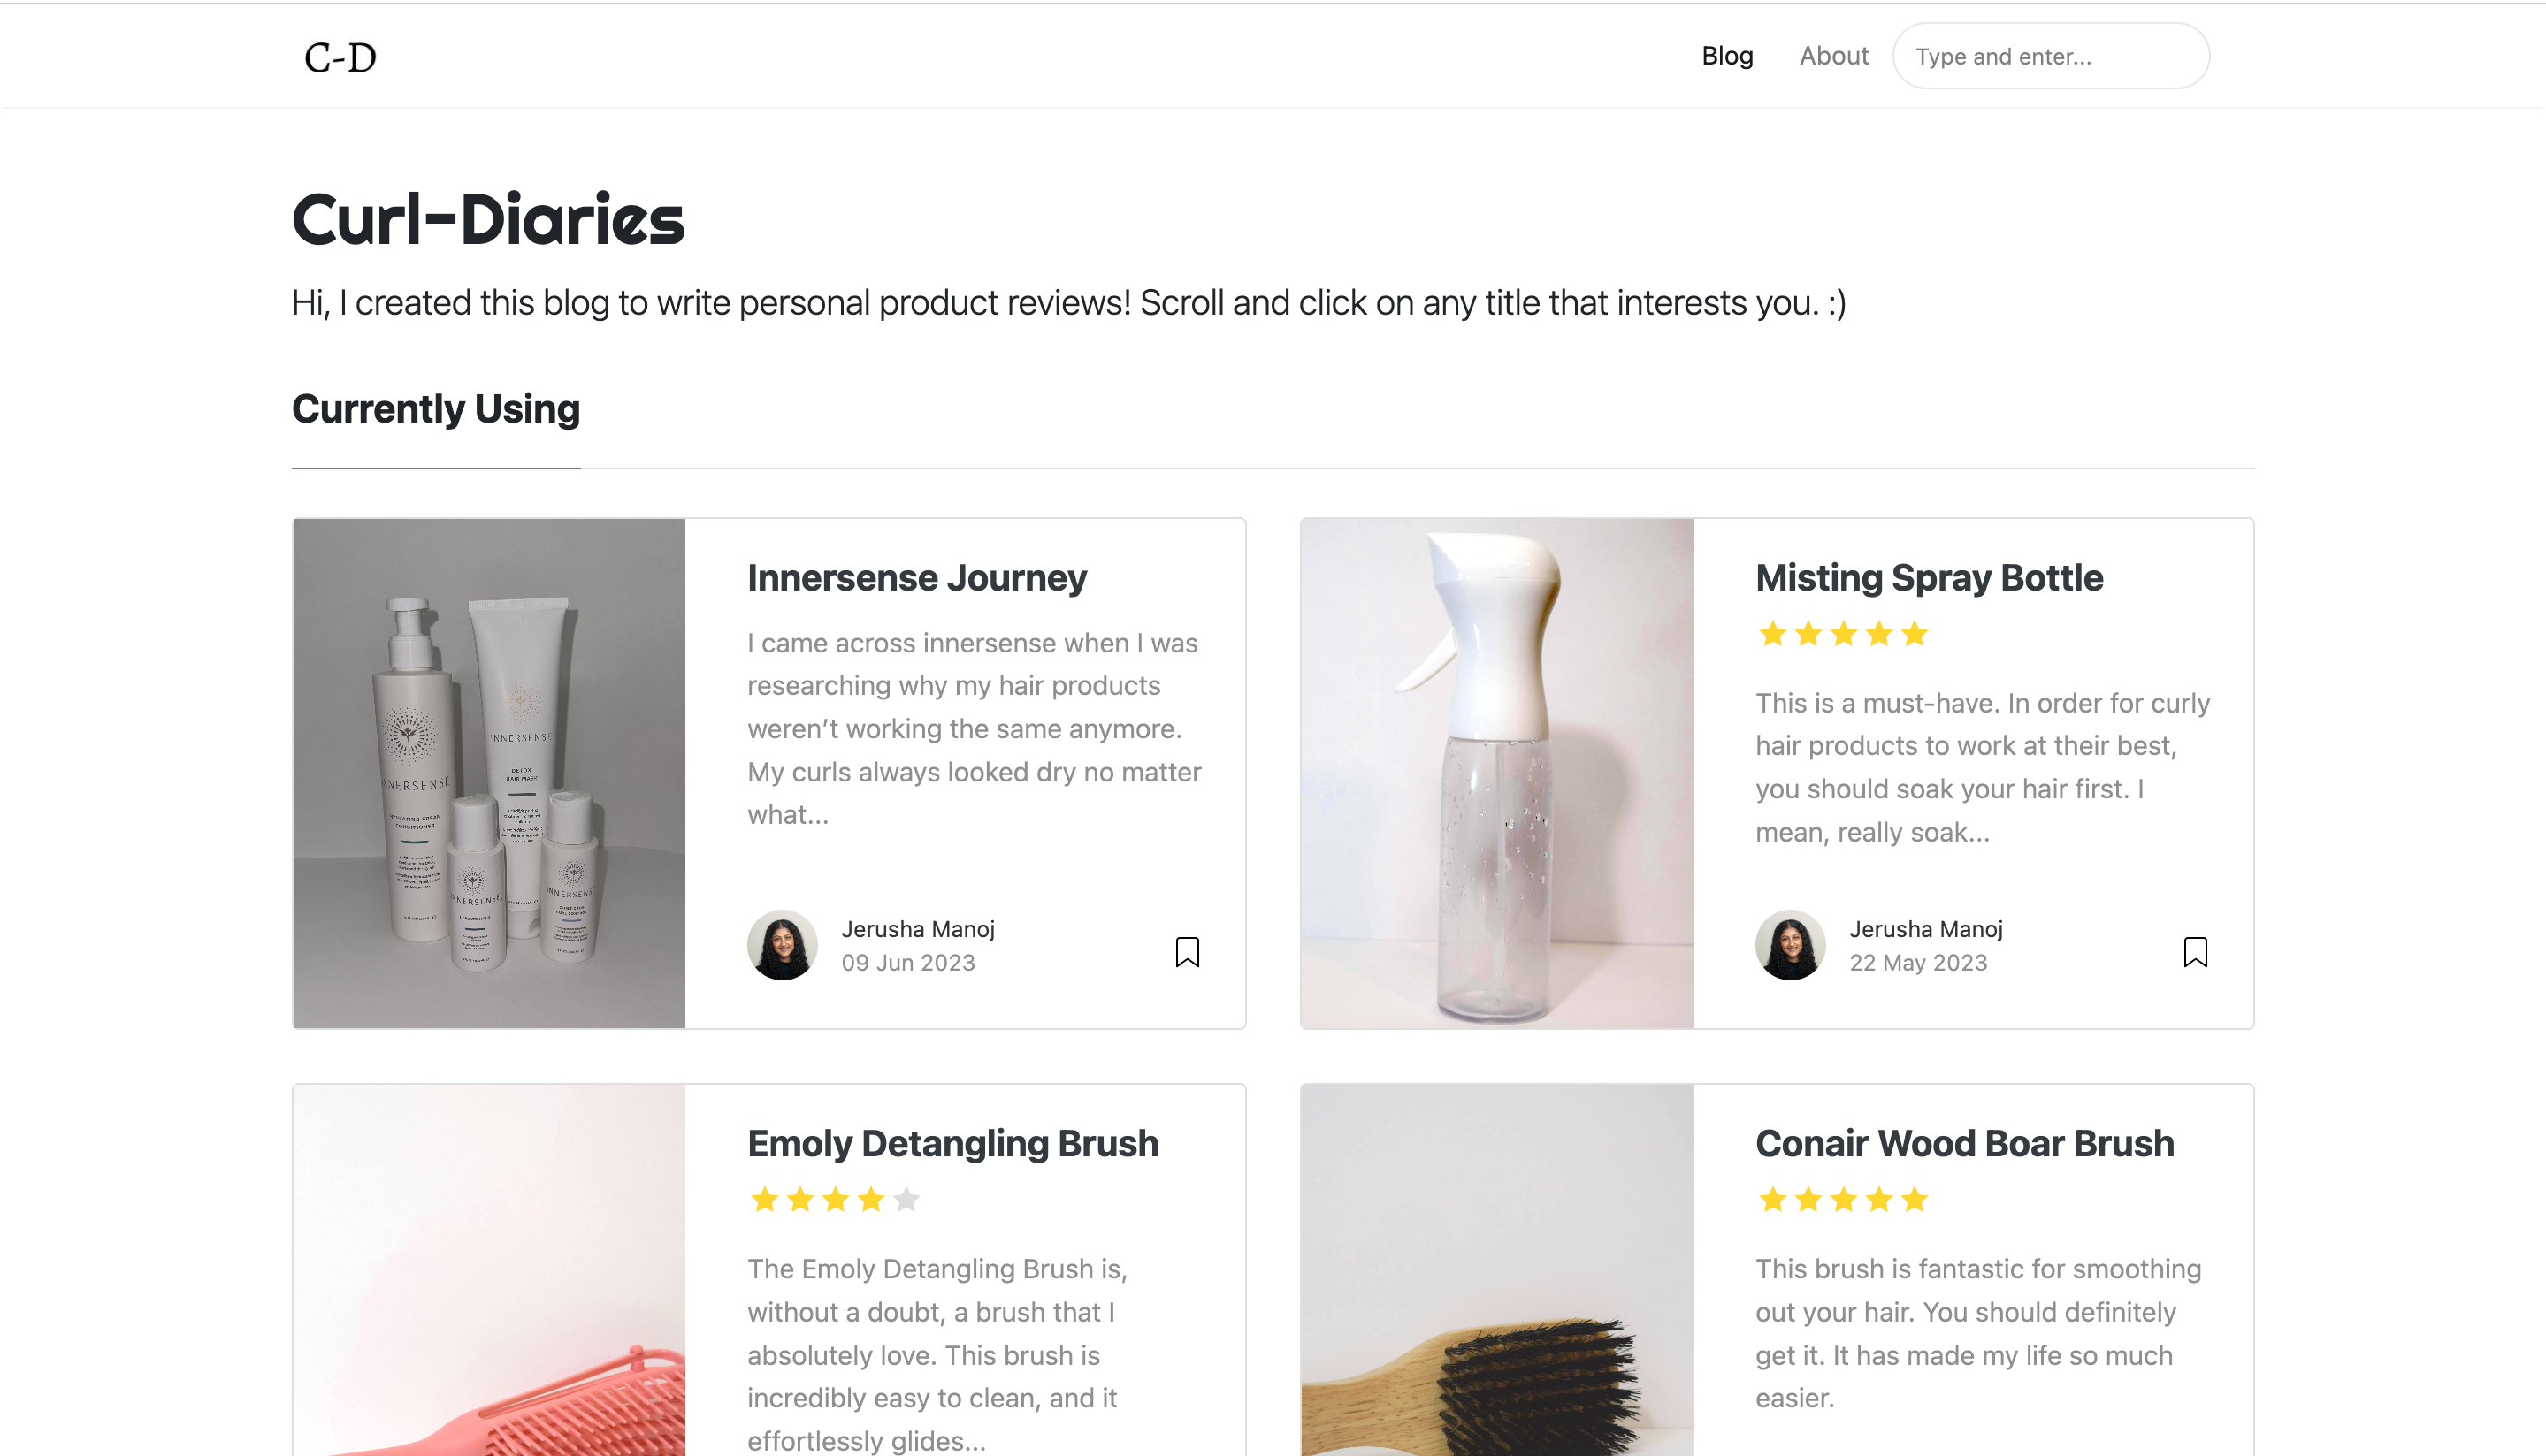 C-D
Blog
About
Type and enter...
Curl-Diaries
Hi, I created this blog to write personal product reviews! Scroll and click on any title that interests you. :)
Currently Using
INNERSENSE
HYDRATING CREAM
CONDITIONER
INNERSENSE
DETOX
HAIR MASK
INNERSENSE
INNERSENSE
Innersense Journey
I came across innersense when I was
researching why my hair products
weren’t working the same anymore.
My curls always looked dry no matter
what...
Jerusha Manoj
09 Jun 2023
Misting Spray Bottle
This is a must-have. In order for curly
hair products to work at their best,
you should soak your hair first. I
mean, really soak...
Jerusha Manoj
22 May 2023
Emoly Detangling Brush
The Emoly Detangling Brush is,
without a doubt, a brush that I
absolutely love. This brush is
incredibly easy to clean, and it
effortlessly glides...
Conair Wood Boar Brush
This brush is fantastic for smoothing
out your hair. You should definitely
get it. It has made my life so much
easier.